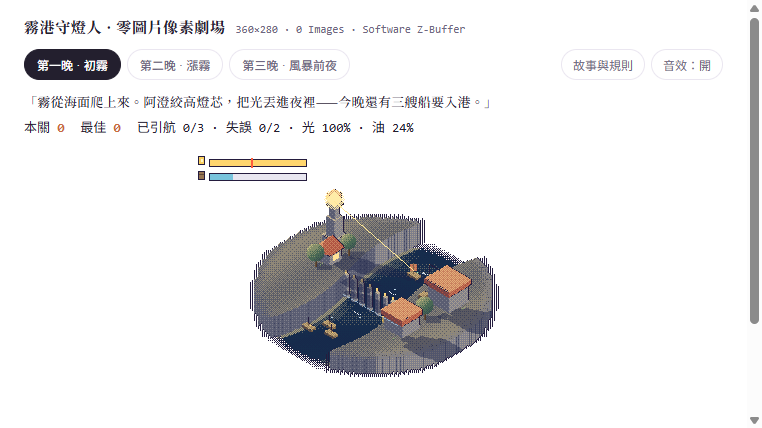 霧港守燈人 · 零圖片像素劇場 360×280 · 0 Images · Software Z-Buffer
第一晚 · 初霧 第二晚 · 漲霧 第三晚 · 風暴前夜 故事與規則 音效：開
「霧從海面爬上來。阿澄絞高燈芯，把光丟進夜裡——今晚還有三艘船要入港。」
本關 0 最佳 0 已引航 0/3 · 失誤 0/2 · 光 100% · 油 24%